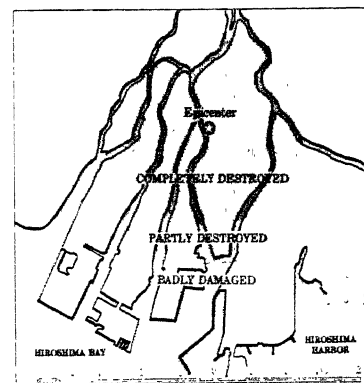 Epicenter
COMPLETELY DESTROYED
PARTLY DESTROYED
BADLY DAMAGED
HIROSHIMA BAY
HIROSHIMA
HARBOR